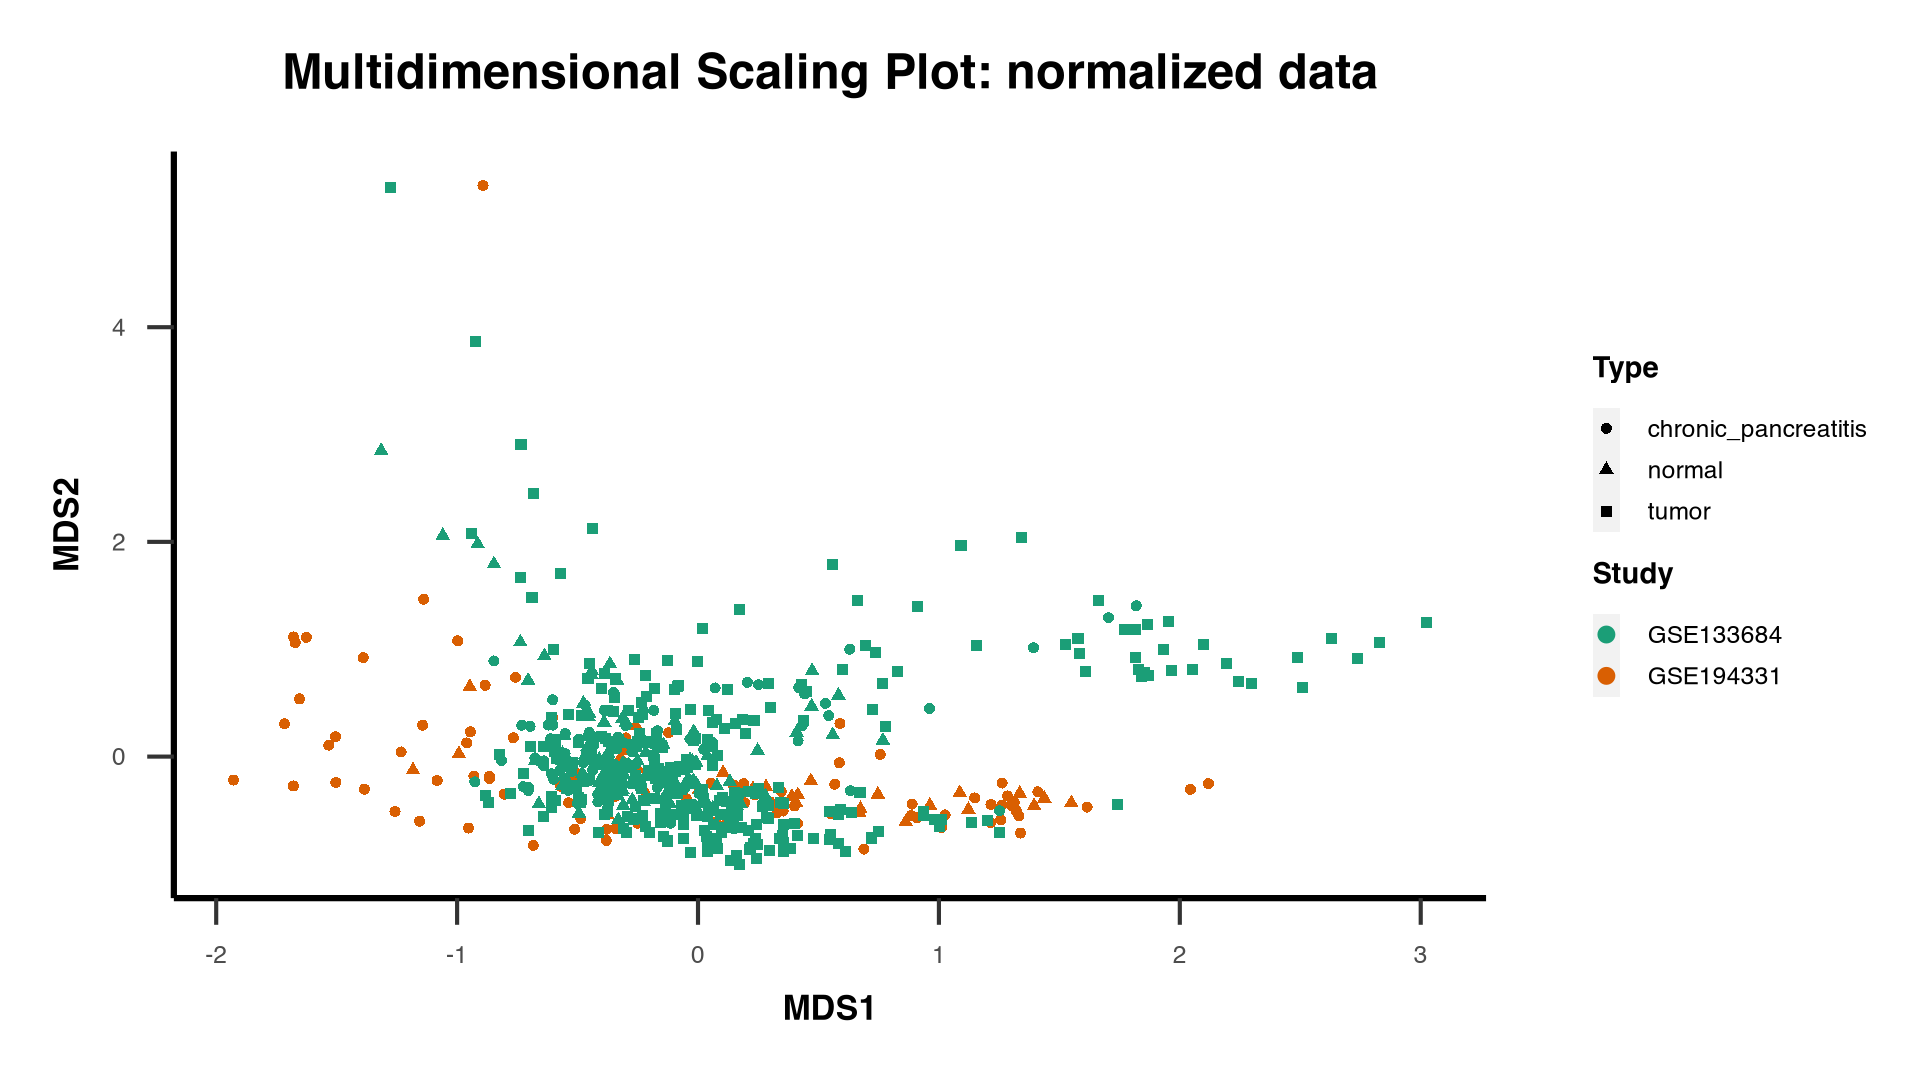 Multidimensional Scaling Plot: normalized data
MDS2
4
2
0
-2
-1
0
1
2
3
MDS1
Type
chronic_pancreatitis
normal
tumor
Study
GSE133684
GSE194331